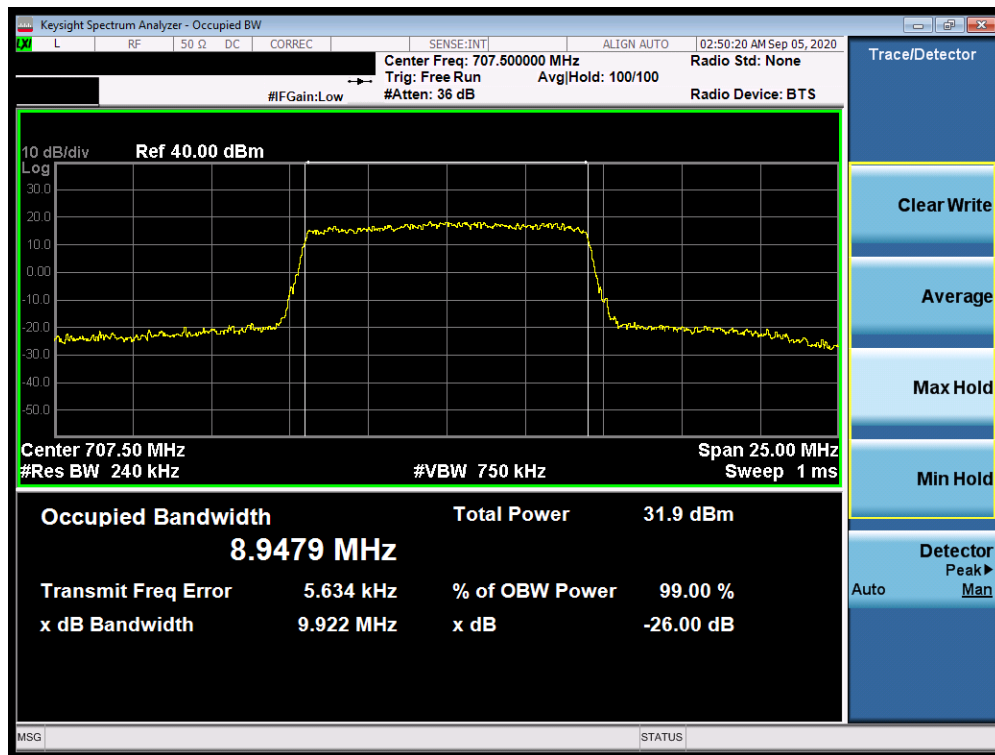 Keysight Spectrum Analyzer - Occupied BW
LXI L RF 50 Ω DC CORREC SENSE:INT ALIGN AUTO 02:50:20 AM Sep 05, 2020
Center Freq: 707.500000 MHz Radio Std: None
Trig: Free Run Avg|Hold: 100/100
#IFGain:Low #Atten: 36 dB Radio Device: BTS
10 dB/div Ref 40.00 dBm
Log
30.0
20.0
10.0
0.00
-10.0
-20.0
-30.0
-40.0
-50.0
Center 707.50 MHz Span 25.00 MHz
#Res BW 240 kHz #VBW 750 kHz Sweep 1 ms
Occupied Bandwidth Total Power 31.9 dBm
8.9479 MHz
Transmit Freq Error 5.634 kHz % of OBW Power 99.00 %
x dB Bandwidth 9.922 MHz x dB -26.00 dB
MSG STATUS
Trace/Detector
Clear Write
Average
Max Hold
Min Hold
Detector
Peak▶
Auto Man